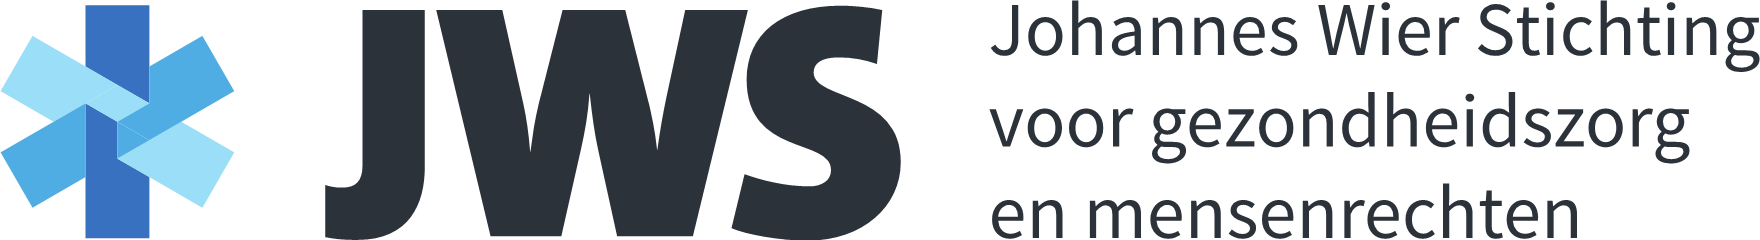 JWS
Johannes Wier Stichting
voor gezondheidszorg
en mensenrechten